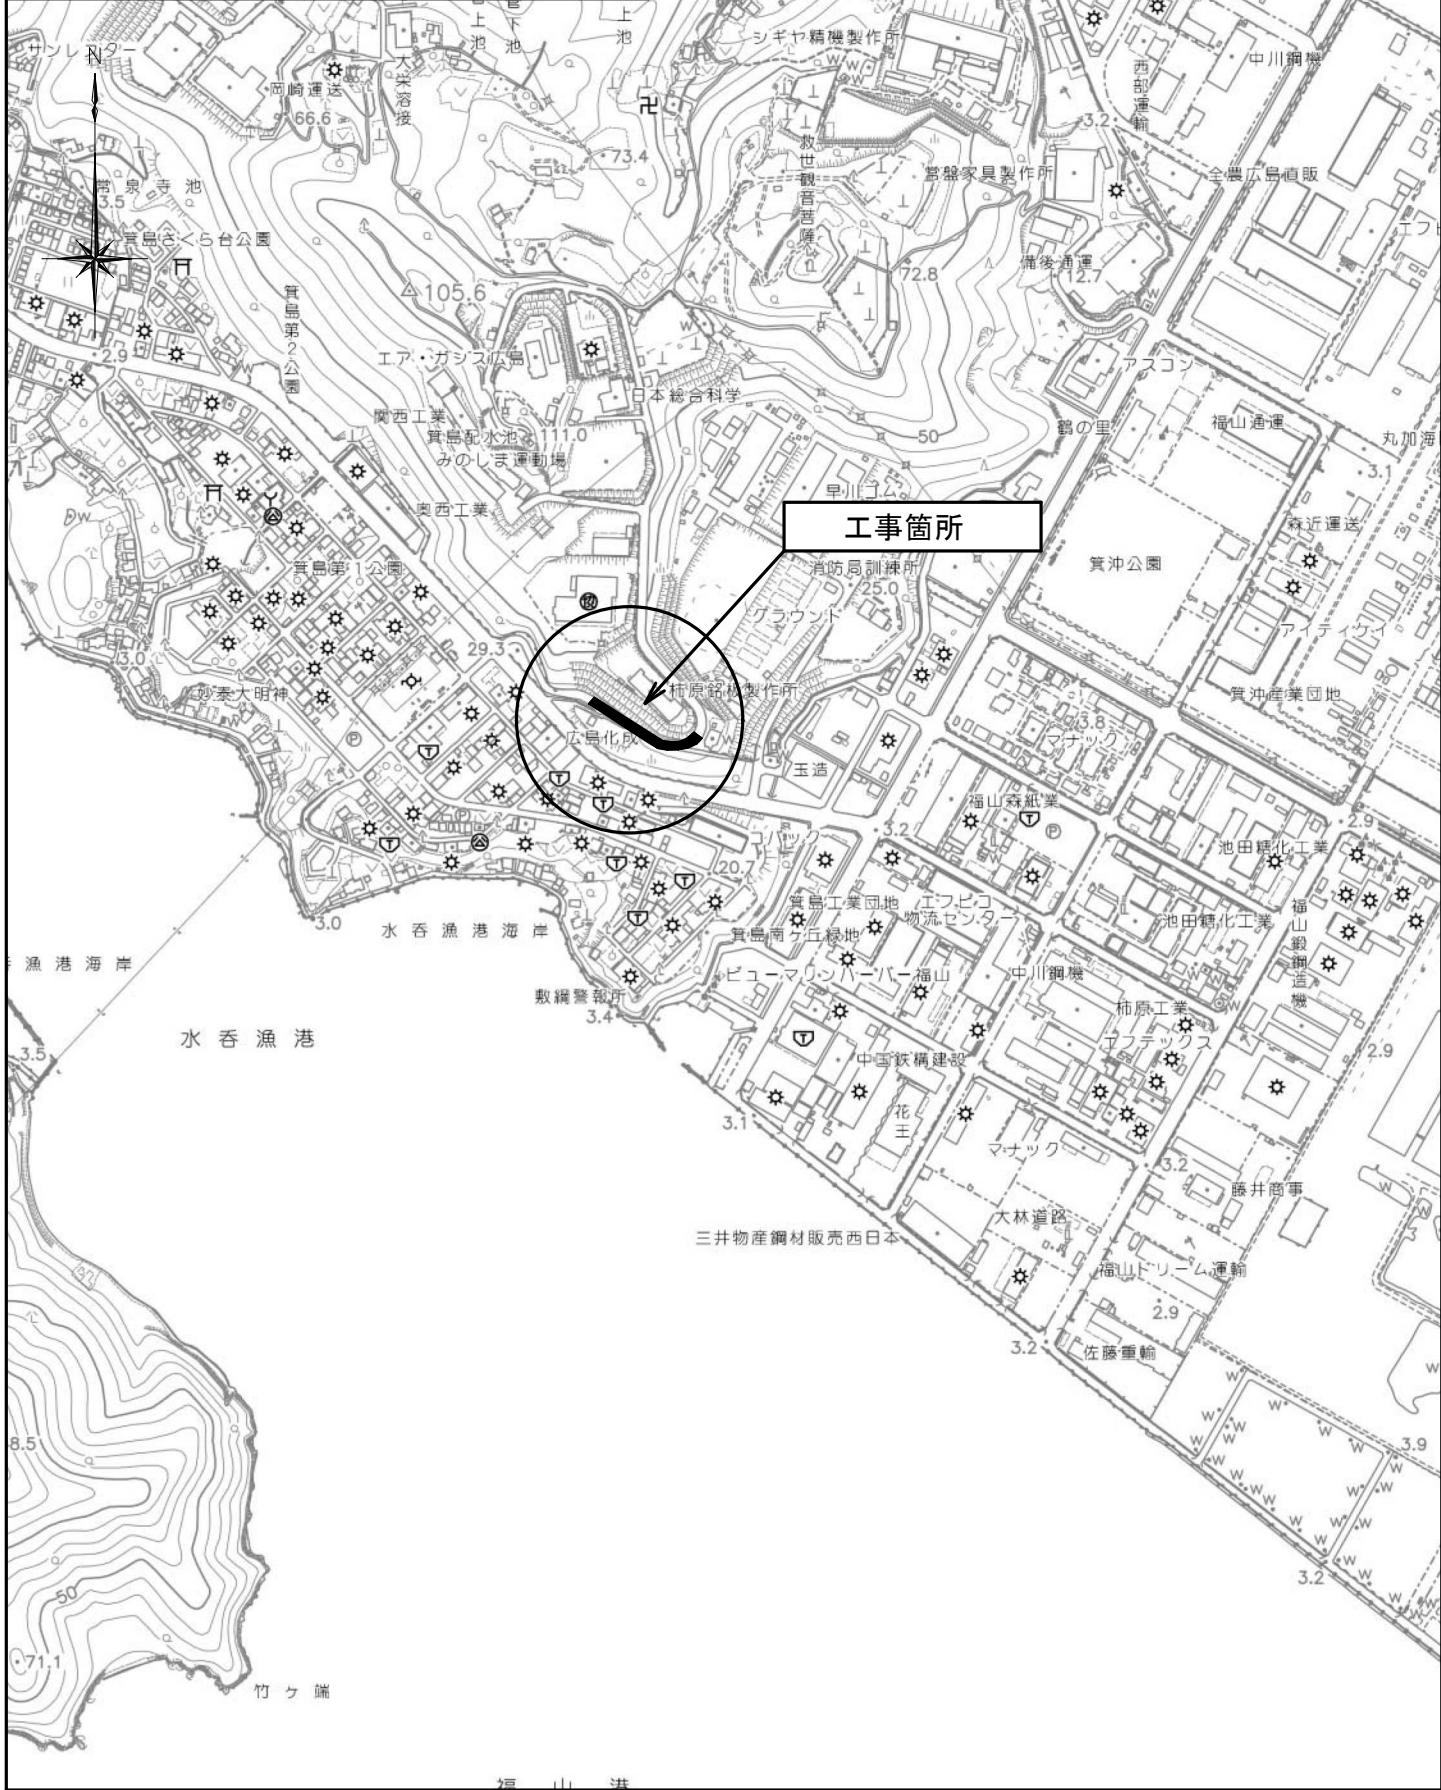 上池
上池
シギヤ精機製作所
中川鋼機
N
大栄溶接
西部運輸
岡崎運送
66.6
3.2
救世観音菩薩
73.4
常盤家具製作所
全農広島直販
常泉寺池
3.5
箕島さくら台公園
エフピ
72.8
備後通運
12.7
105.6
箕島第2公園
2.9
エア・ガシズ広島
アスコン
日本総合科学
関西工業
福山通運
鶴の里
箕島配水池
111.0
50
丸加海
みのしま運動場
3.1
早川ゴム
奥西工業
工事箇所
森近運送
箕島第1公園
消防局訓練所
箕沖公園
25.0
グラウンド
アイティケイ
29.3
3.0
妙泰大明神
柿原銘板製作所
箕沖産業団地
3.8
マナック
広島化成
玉造
福山森紙業
2.9
3.2
コバック
池田糖化工業
20.7
箕島工業団地
エフピコ
物流センター
福山鍛鋼造機
3.0
水呑漁港海岸
池田糖化工業
箕島南ヶ丘緑地
漁港海岸
ビューマリンハーバー福山
中川鋼機
敷綱警報所
3.4
柿原工業
水呑漁港
エフテックス
3.5
中国鉄構建設
2.9
3.1
花王
マナック
3.2
藤井商事
大林道路
三井物産鋼材販売西日本
福山ドリーム運輸
2.9
3.2
佐藤重輸
8.5
3.9
50
3.2
71.1
竹ヶ端
福山港